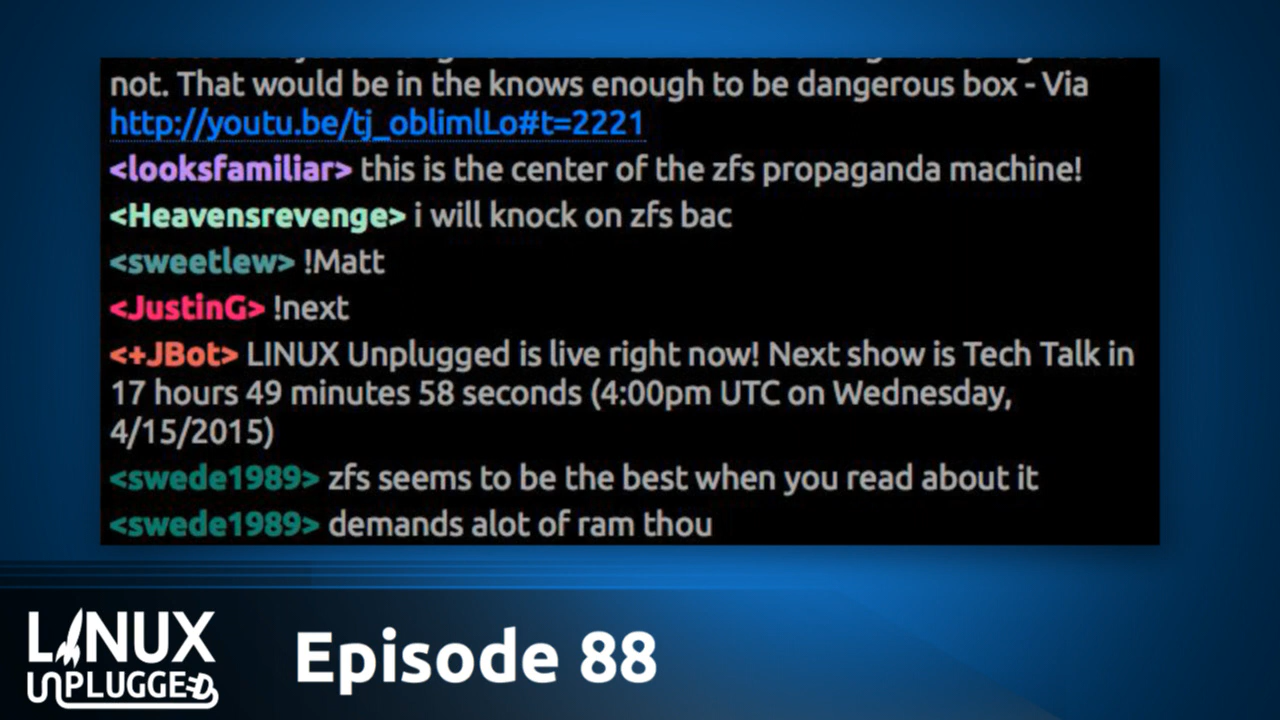 not. That would be in the knows enough to be dangerous box - Via
http://youtu.be/tj_oblimlLo#t=2221
<looksfamiliar> this is the center of the zfs propaganda machine!
<Heavensrevenge> i will knock on zfs bac
<sweetlew> !Matt
<JustinG> !next
<+JBot> LINUX Unplugged is live right now! Next show is Tech Talk in
17 hours 49 minutes 58 seconds (4:00pm UTC on Wednesday,
4/15/2015)
<swede1989> zfs seems to be the best when you read about it
<swede1989> demands alot of ram thou
LINUX
UNPLUGGED
Episode 88